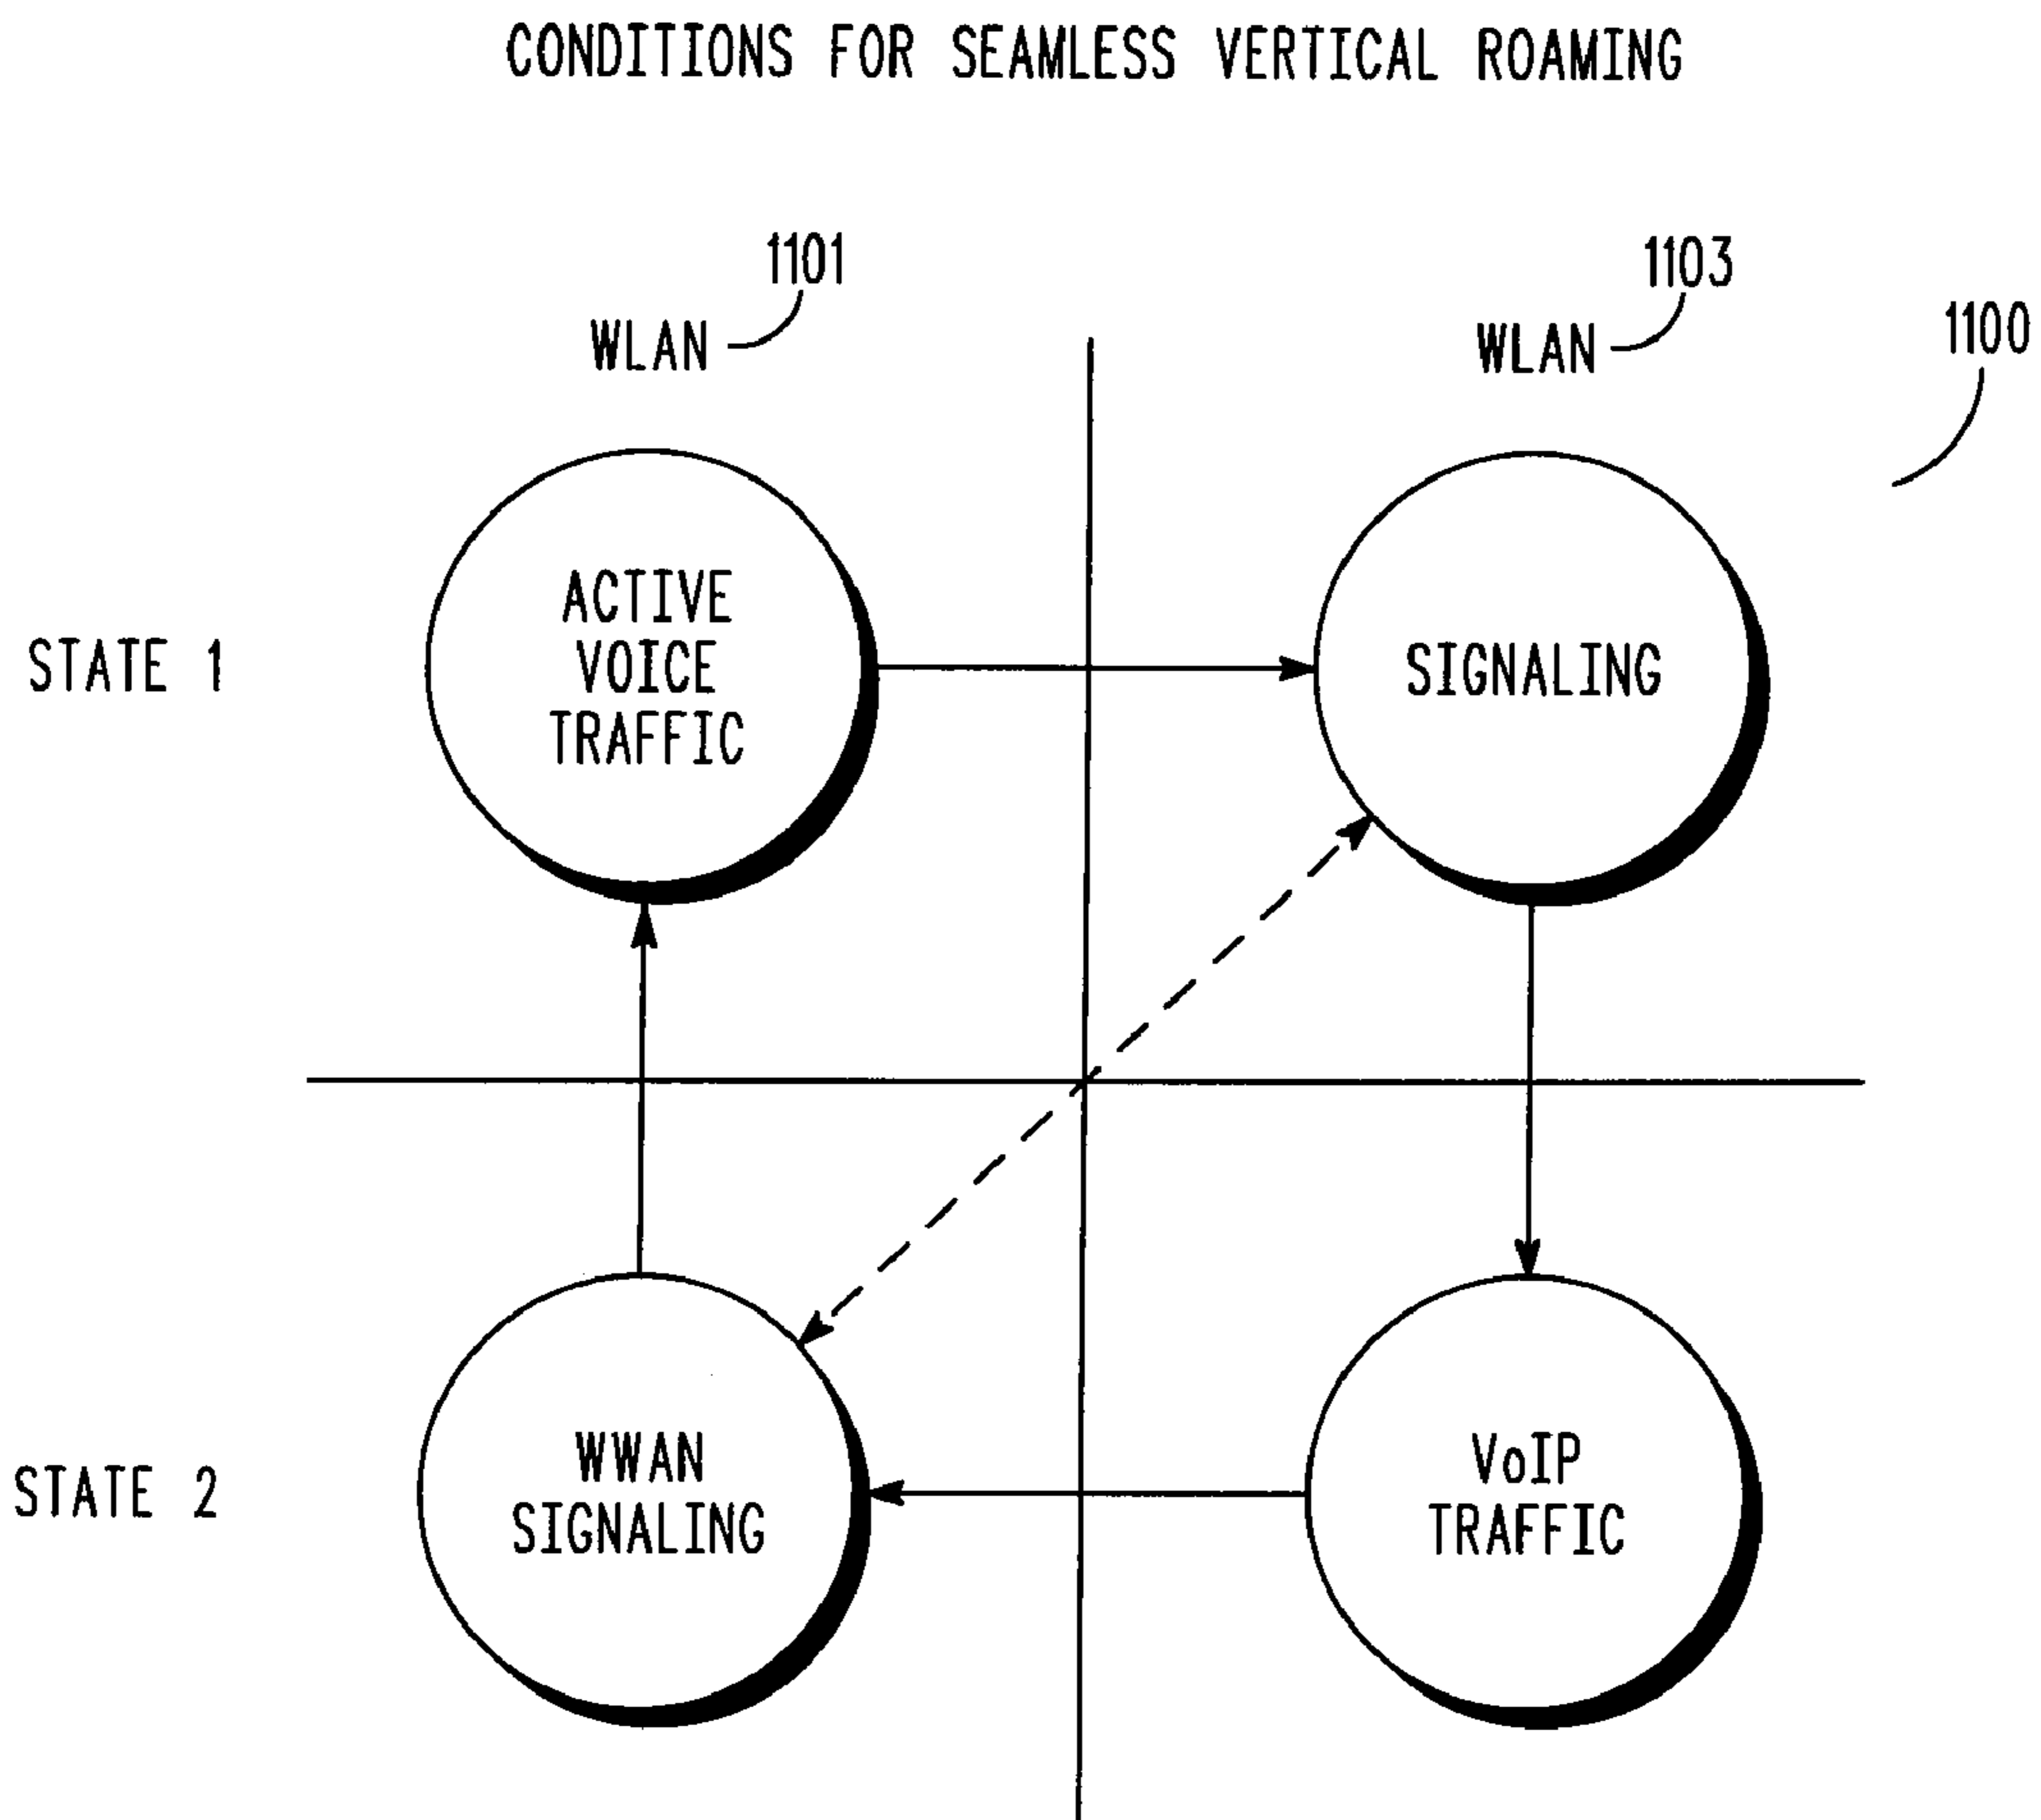 CONDITIONS FOR SEAMLESS VERTICAL ROAMING
1101
1103
1100
WLAN
WLAN
STATE 1
ACTIVE
VOICE
TRAFFIC
SIGNALING
STATE 2
WWAN
SIGNALING
VoIP
TRAFFIC